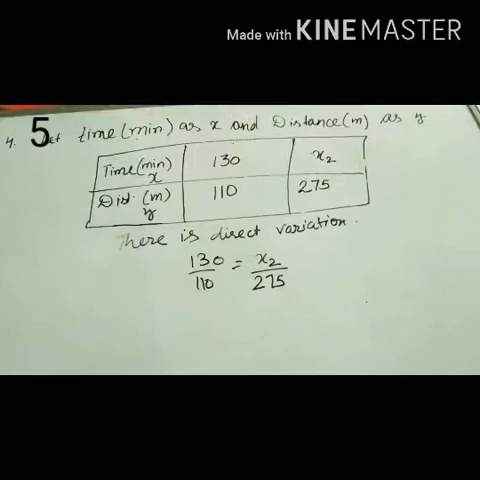 Made with KINEMASTER
4. 5 Let time (min) as x and Distance (m) as y
Time (min) x 130 x₂
Dist. (m) y 110 275
There is direct variation.
130/110 = x₂/275